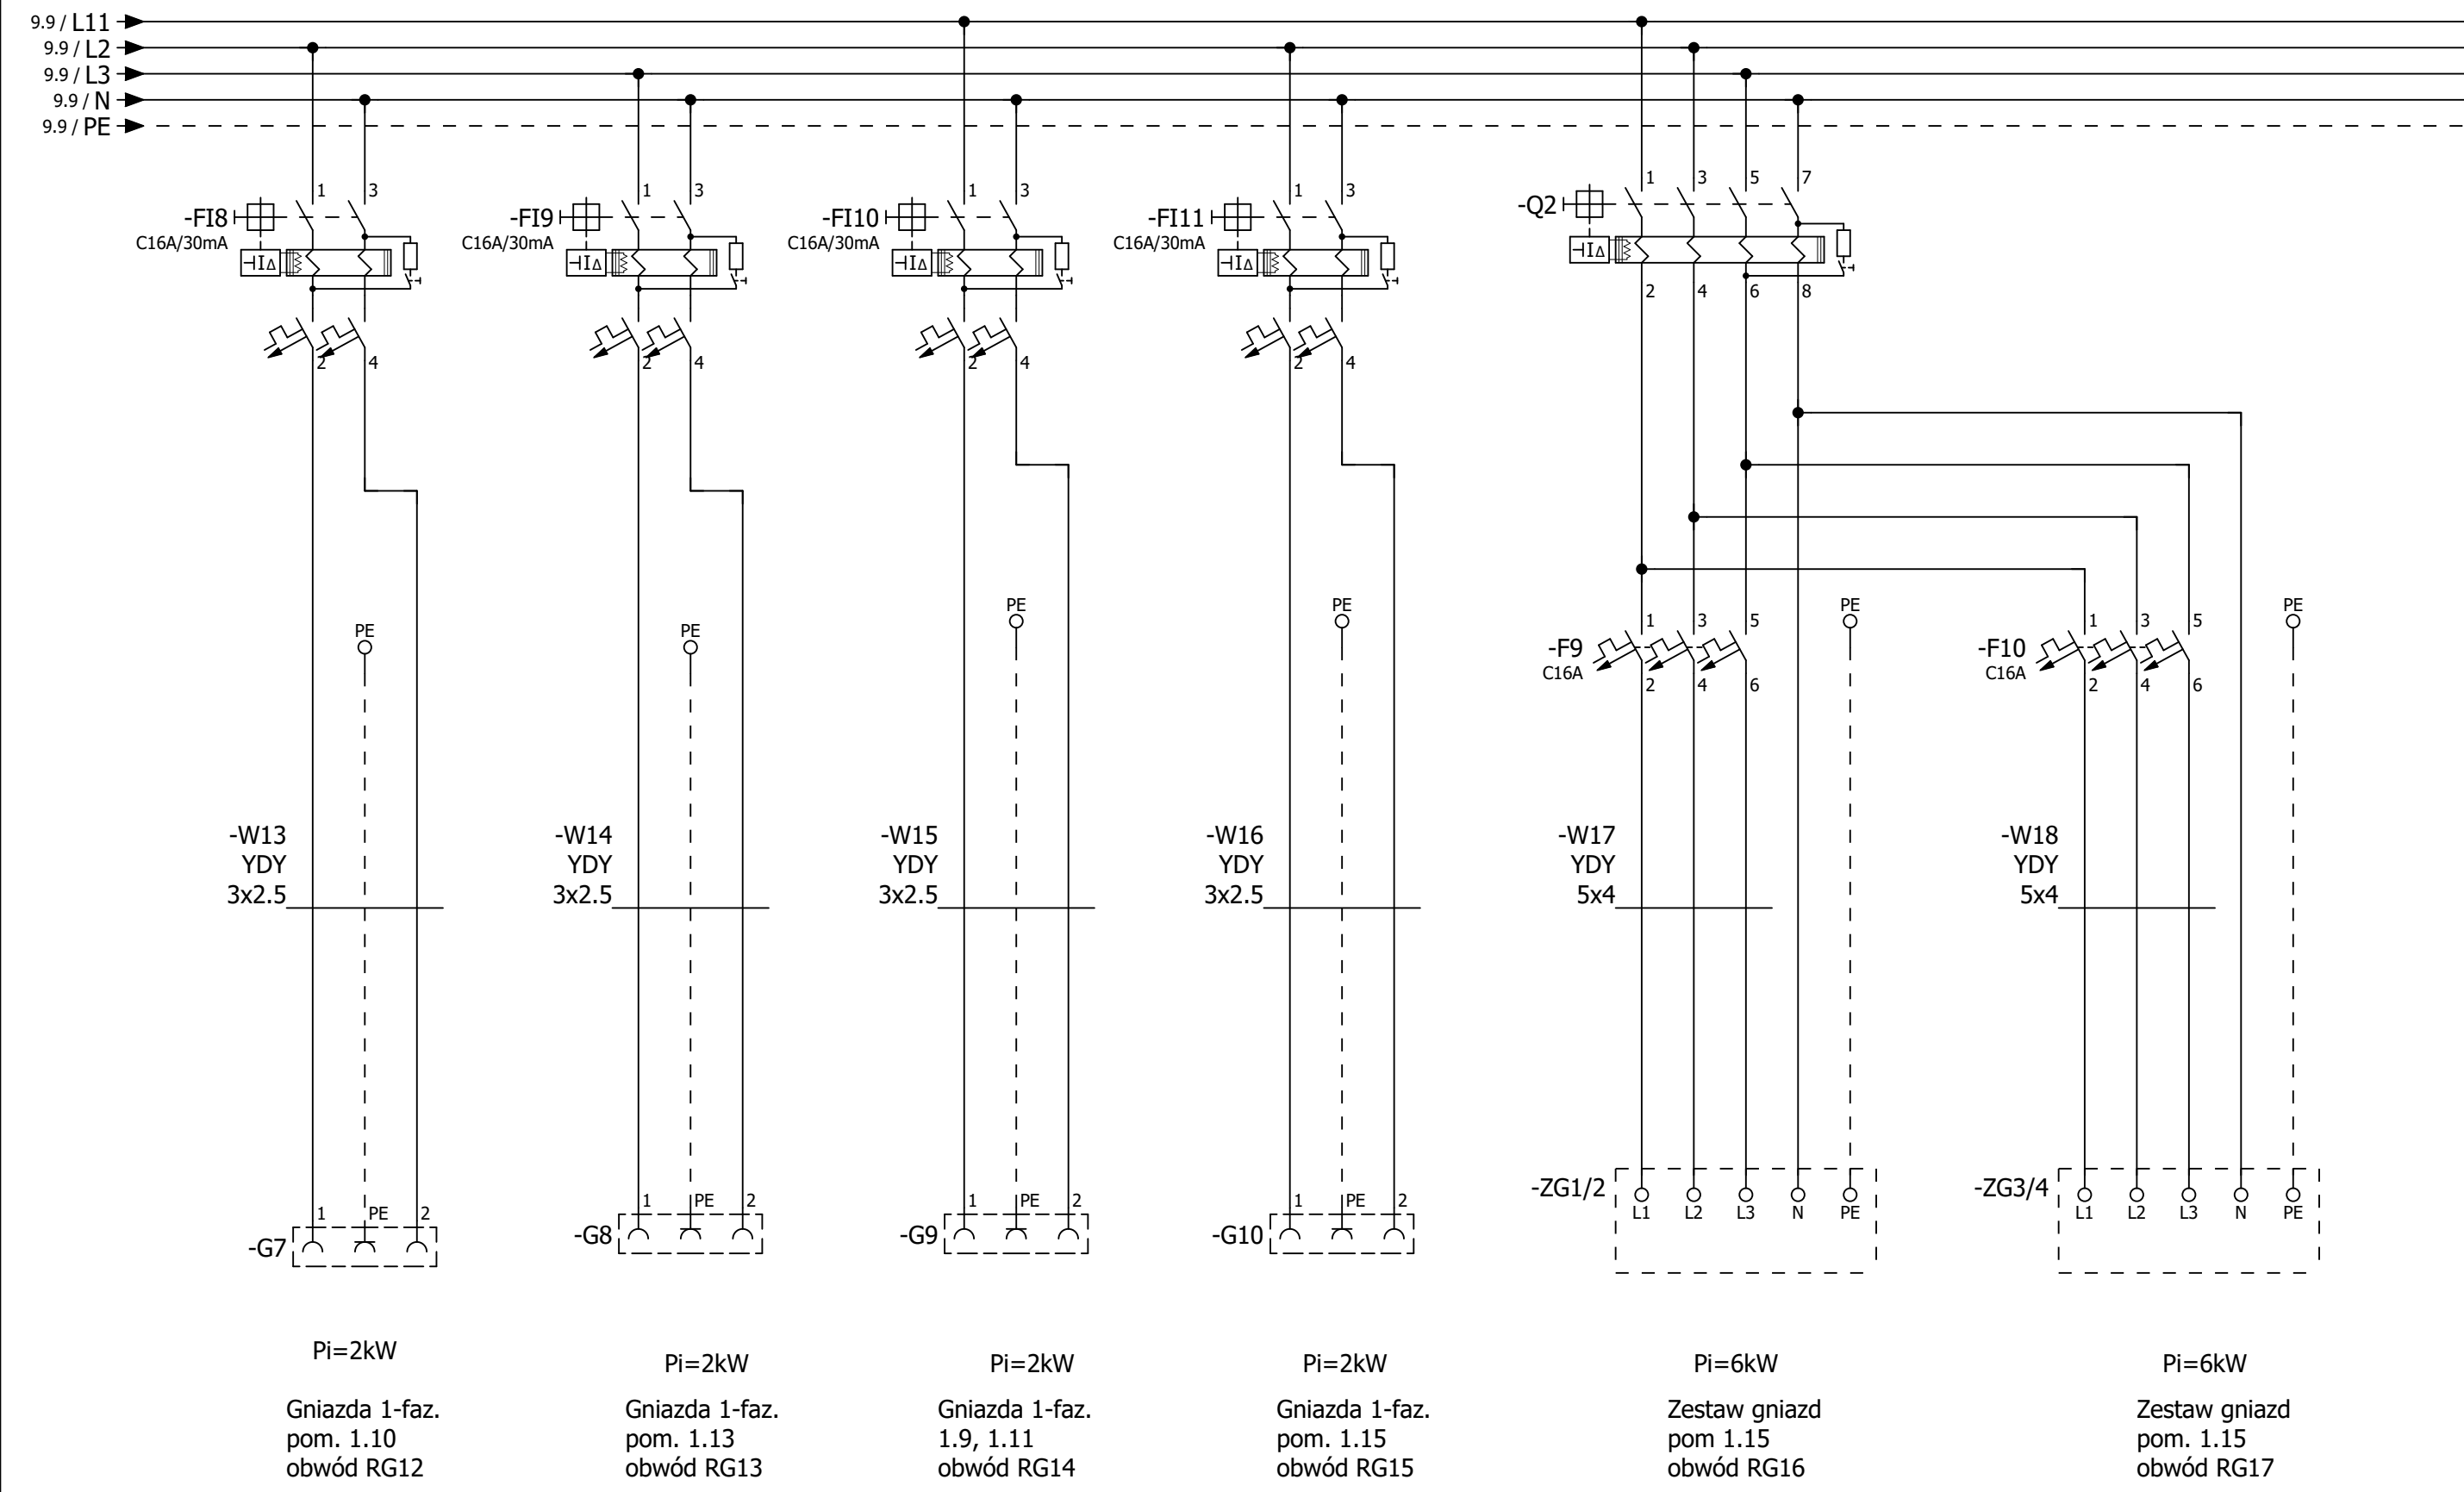 9.9 / L11
9.9 / L2
9.9 / L3
9.9 / N
9.9 / PE
1 3
-FI8
C16A/30mA
IΔ
2 4
1 3
-FI9
C16A/30mA
IΔ
2 4
1 3
-FI10
C16A/30mA
IΔ
2 4
1 3
-FI11
C16A/30mA
IΔ
2 4
1 3 5 7
-Q2
IΔ
2 4 6 8
PE
PE
PE
PE
1 3 5
PE
-F9
C16A
2 4 6
1 3 5
PE
-F10
C16A
2 4 6
-W13
YDY
3x2.5
-W14
YDY
3x2.5
-W15
YDY
3x2.5
-W16
YDY
3x2.5
-W17
YDY
5x4
-W18
YDY
5x4
1 PE 2
-G7
1 PE 2
-G8
1 PE 2
-G9
1 PE 2
-G10
-ZG1/2
L1 L2 L3 N PE
-ZG3/4
L1 L2 L3 N PE
Pi=2kW
Gniazda 1-faz.
pom. 1.10
obwód RG12
Pi=2kW
Gniazda 1-faz.
pom. 1.13
obwód RG13
Pi=2kW
Gniazda 1-faz.
1.9, 1.11
obwód RG14
Pi=2kW
Gniazda 1-faz.
pom. 1.15
obwód RG15
Pi=6kW
Zestaw gniazd
pom 1.15
obwód RG16
Pi=6kW
Zestaw gniazd
pom. 1.15
obwód RG17